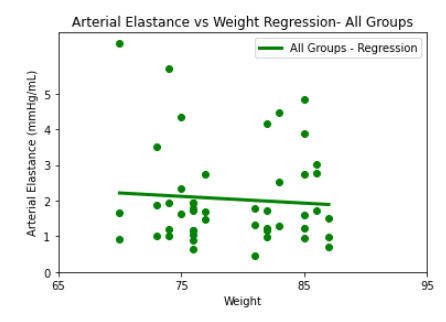 Arterial Elastance vs Weight Regression- All Groups
All Groups - Regression
Arterial Elastance (mmHg/mL)
5
4
3
2
1
0
65
75
85
95
Weight